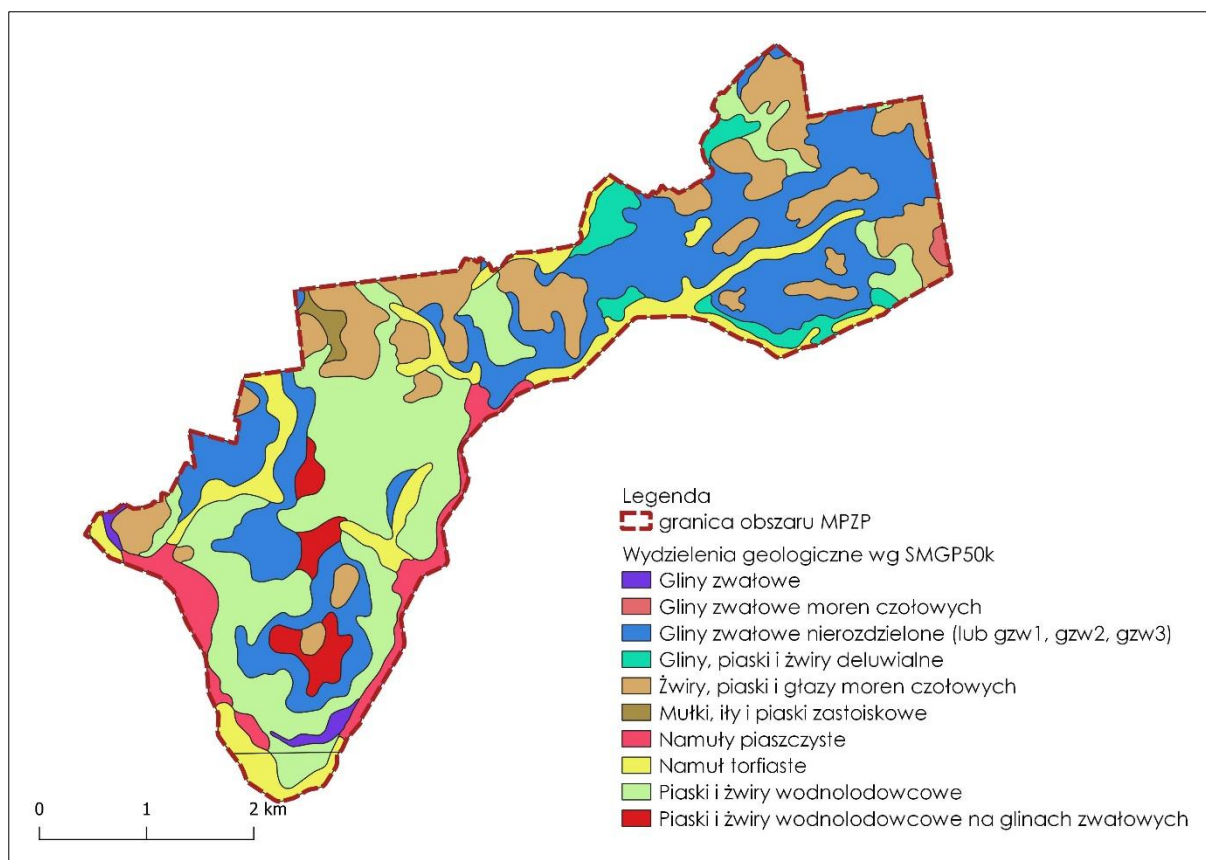 Legenda
granica obszaru MPZP
Wydzielenia geologiczne wg SMGP50k
Gliny zwałowe
Gliny zwałowe moren czołowych
Gliny zwałowe nierozdzielone (lub gzw1, gzw2, gzw3)
Gliny, piaski i żwiry deluwialne
Żwiry, piaski i głazy moren czołowych
Mułki, iły i piaski zastoiskowe
Namuły piaszczyste
Namuł torfiaste
Piaski i żwiry wodnolodowcowe
Piaski i żwiry wodnolodowcowe na glinach zwałowych
0 1 2 km